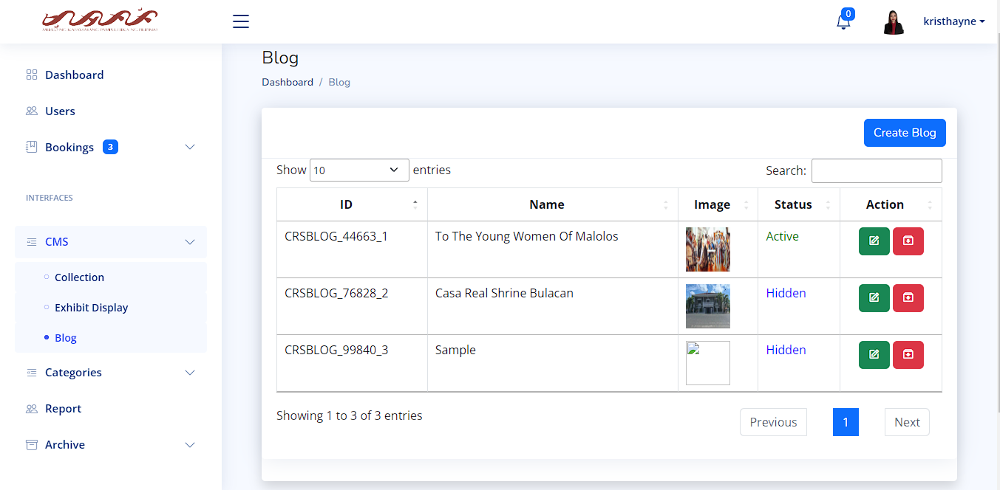 0
kristhayne
Blog
Dashboard / Blog
Dashboard
Users
Bookings 3
INTERFACES
CMS
Collection
Exhibit Display
Blog
Categories
Report
Archive
Create Blog
Show 10 entries
Search:
ID Name Image Status Action
CRSBLOG_44663_1 To The Young Women Of Malolos Active
CRSBLOG_76828_2 Casa Real Shrine Bulacan Hidden
CRSBLOG_99840_3 Sample Hidden
Showing 1 to 3 of 3 entries
Previous 1 Next